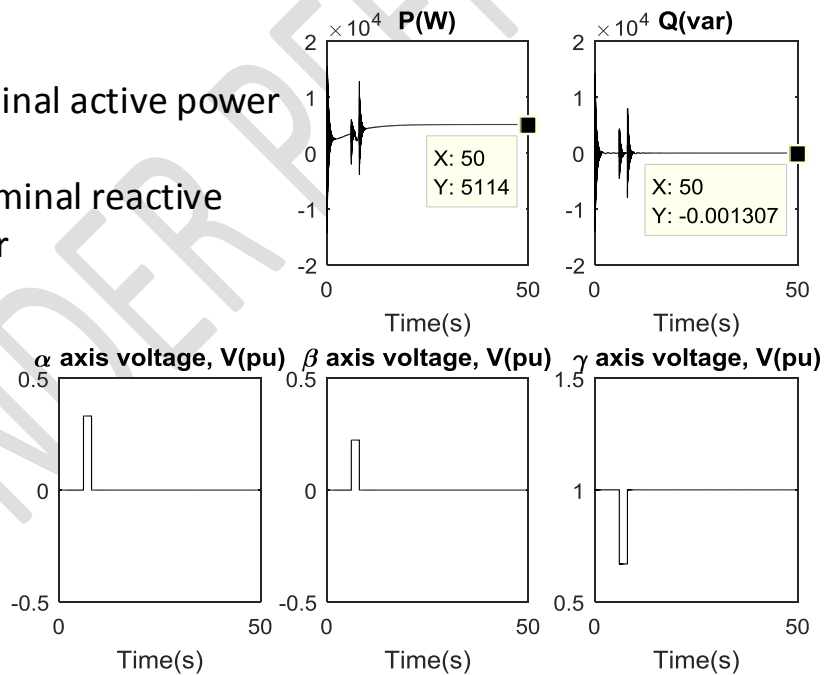 inal active power
minal reactive
r
×10⁴ P(W)
2
1
0
-1
-2
X: 50
Y: 5114
0 50
Time(s)
×10⁴ Q(var)
2
1
0
-1
-2
X: 50
Y: -0.001307
0 50
Time(s)
α axis voltage, V(pu)
0.5
0
-0.5
0 50
Time(s)
β axis voltage, V(pu)
0.5
0
-0.5
0 50
Time(s)
γ axis voltage, V(pu)
1.5
1
0.5
0 50
Time(s)